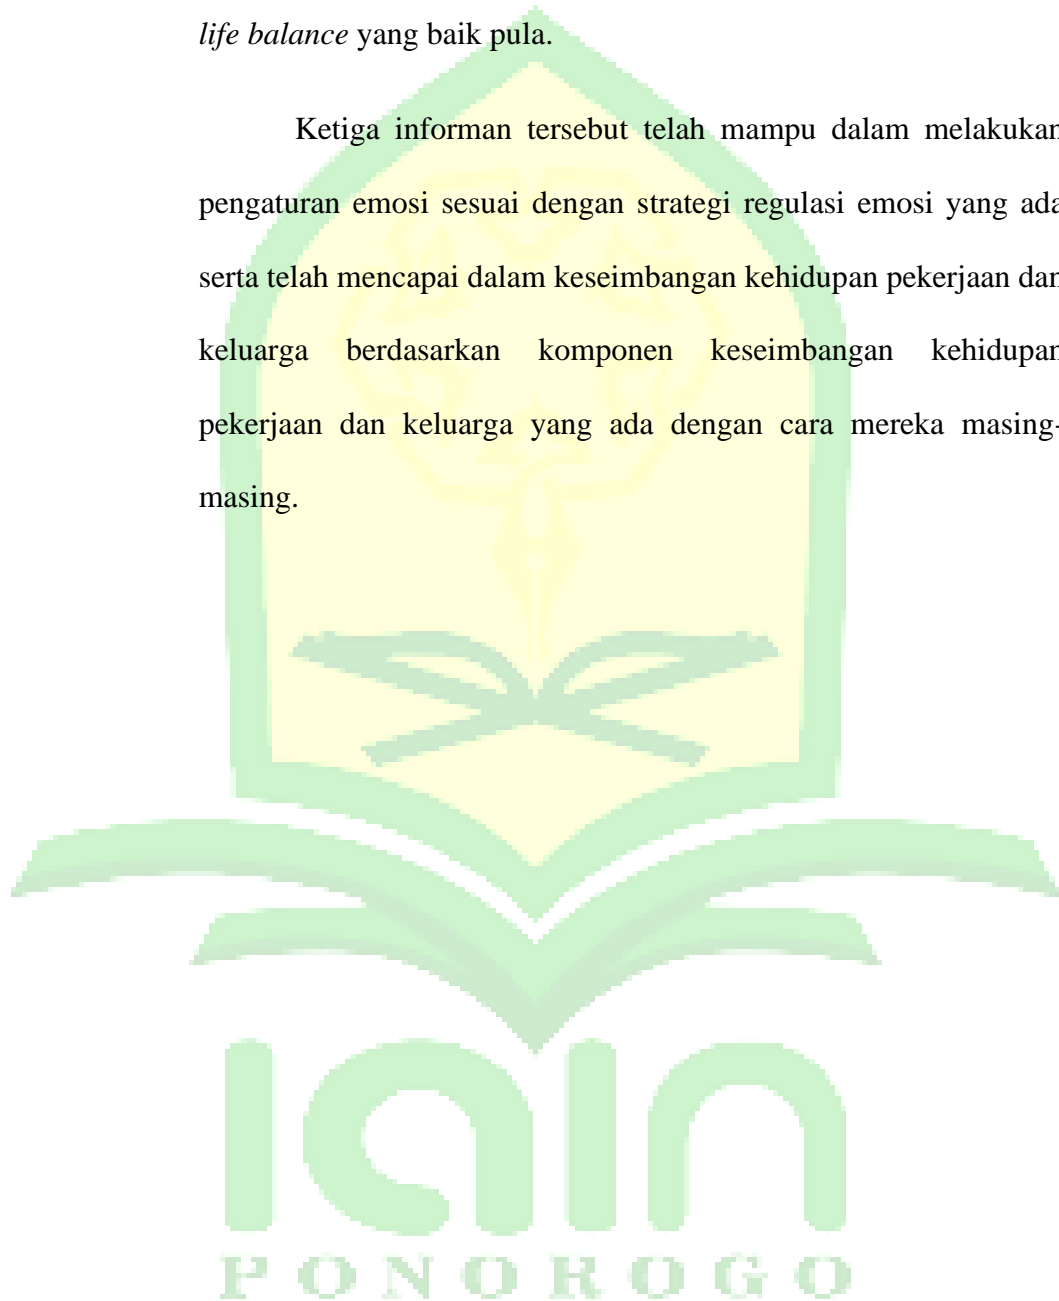 life balance yang baik pula.
Ketiga informan tersebut telah mampu dalam melakukan
pengaturan emosi sesuai dengan strategi regulasi emosi yang ada
serta telah mencapai dalam keseimbangan kehidupan pekerjaan dan
keluarga berdasarkan komponen keseimbangan kehidupan
pekerjaan dan keluarga yang ada dengan cara mereka masing-
masing.
iain
PONOROGO